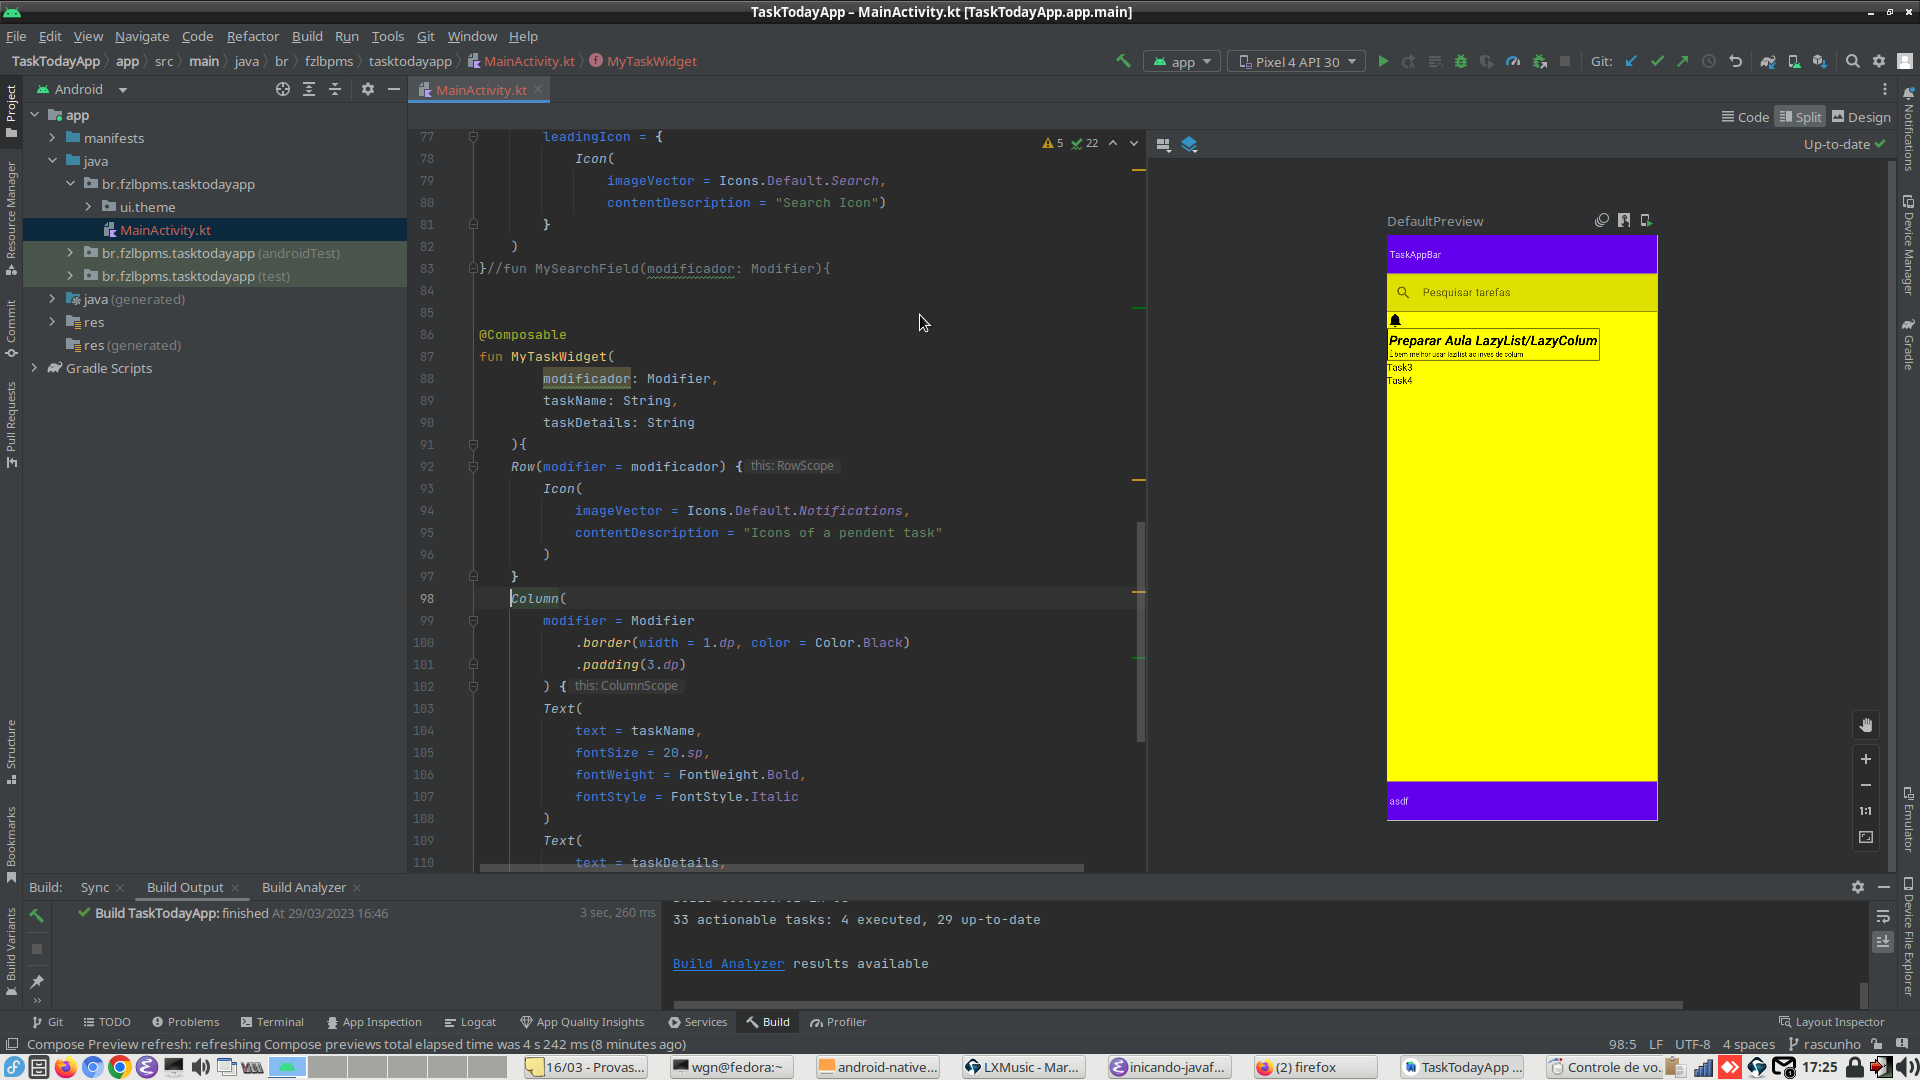 TaskTodayApp – MainActivity.kt [TaskTodayApp.app.main]
File Edit View Navigate Code Refactor Build Run Tools Git Window Help
TaskTodayApp app src main java br fzlbpms tasktodayapp MainActivity.kt MyTaskWidget
app Pixel 4 API 30 Git:
Project
Resource Manager
Commit
Pull Requests
Structure
Bookmarks
Build Variants
Android
app
manifests
java
br.fzlbpms.tasktodayapp
ui.theme
MainActivity.kt
br.fzlbpms.tasktodayapp (androidTest)
br.fzlbpms.tasktodayapp (test)
java (generated)
res
res (generated)
Gradle Scripts
MainActivity.kt
Code Split Design
5 22
Up-to-date
77 leadingIcon = {
78 Icon(
79 imageVector = Icons.Default.Search,
80 contentDescription = "Search Icon")
81 }
82 )
83 }//fun MySearchField(modificador: Modifier){
84
85
86 @Composable
87 fun MyTaskWidget(
88 modificador: Modifier,
89 taskName: String,
90 taskDetails: String
91 ){
92 Row(modifier = modificador) { this: RowScope
93 Icon(
94 imageVector = Icons.Default.Notifications,
95 contentDescription = "Icons of a pendent task"
96 )
97 }
98 Column(
99 modifier = Modifier
100 .border(width = 1.dp, color = Color.Black)
101 .padding(3.dp)
102 ) { this: ColumnScope
103 Text(
104 text = taskName,
105 fontSize = 20.sp,
106 fontWeight = FontWeight.Bold,
107 fontStyle = FontStyle.Italic
108 )
109 Text(
110 text = taskDetails,
DefaultPreview
TaskAppBar
Pesquisar tarefas
Preparar Aula LazyList/LazyColum
É bem melhor usar lazilist ao inves de colum
Task3
Task4
asdf
1:1
Notifications
Device Manager
Gradle
Emulator
Device File Explorer
Build: Sync Build Output Build Analyzer
Build TaskTodayApp: finished At 29/03/2023 16:46 3 sec, 260 ms
33 actionable tasks: 4 executed, 29 up-to-date
Build Analyzer results available
Git TODO Problems Terminal App Inspection Logcat App Quality Insights Services Build Profiler Layout Inspector
Compose Preview refresh: refreshing Compose previews total elapsed time was 4 s 242 ms (8 minutes ago) 98:5 LF UTF-8 4 spaces rascunho
16/03 - Provas... wgn@fedora:~ android-native... LXMusic - Mar... inicando-javaf... (2) firefox TaskTodayApp ... Controle de vo... 17:25